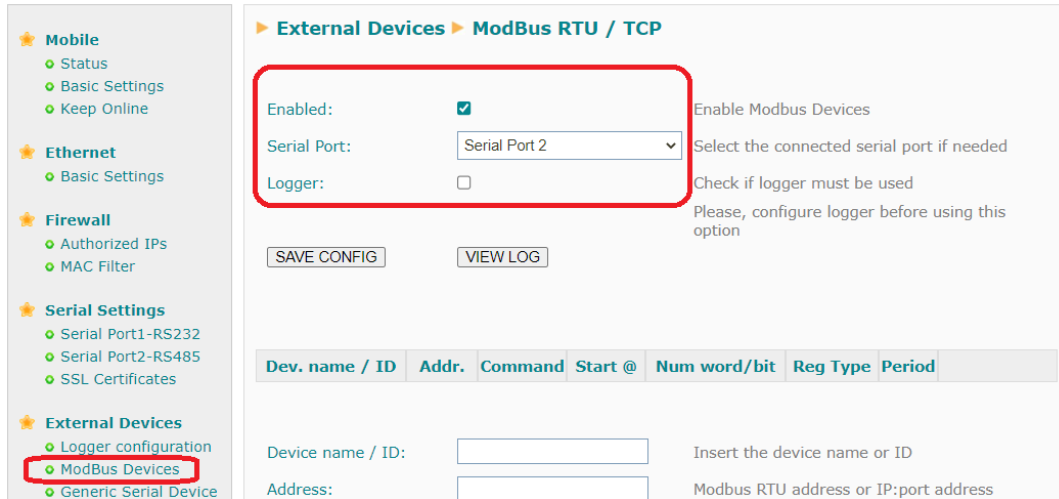 Mobile
Status
Basic Settings
Keep Online
Ethernet
Basic Settings
Firewall
Authorized IPs
MAC Filter
Serial Settings
Serial Port1-RS232
Serial Port2-RS485
SSL Certificates
External Devices
Logger configuration
ModBus Devices
Generic Serial Device
External Devices ModBus RTU / TCP
Enabled: Enable Modbus Devices
Serial Port: Serial Port 2 Select the connected serial port if needed
Logger: Check if logger must be used
Please, configure logger before using this
option
SAVE CONFIG VIEW LOG
Dev. name / ID Addr. Command Start @ Num word/bit Reg Type Period
Device name / ID: Insert the device name or ID
Address: Modbus RTU address or IP:port address